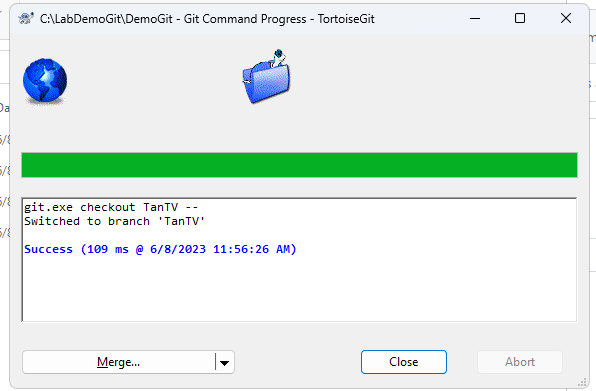 C:\LabDemoGit\DemoGit - Git Command Progress - TortoiseGit
git.exe checkout TanTV --
Switched to branch 'TanTV'
Success (109 ms @ 6/8/2023 11:56:26 AM)
Merge...
Close
Abort